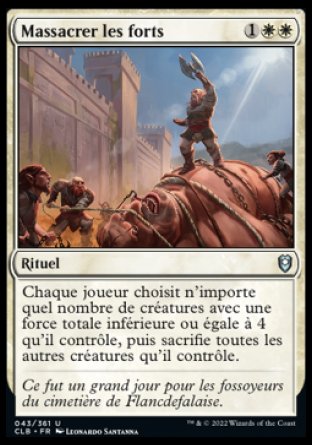 Massacrer les forts 1
Rituel
Chaque joueur choisit n'importe
quel nombre de créatures avec une
force totale inférieure ou égale à 4
qu'il contrôle, puis sacrifie toutes les
autres créatures qu'il contrôle.
Ce fut un grand jour pour les fossoyeurs
du cimetière de Flancdefalaise.
043/361 U
CLB • FR Leonardo Santanna
™ & © 2022 Wizards of the Coast